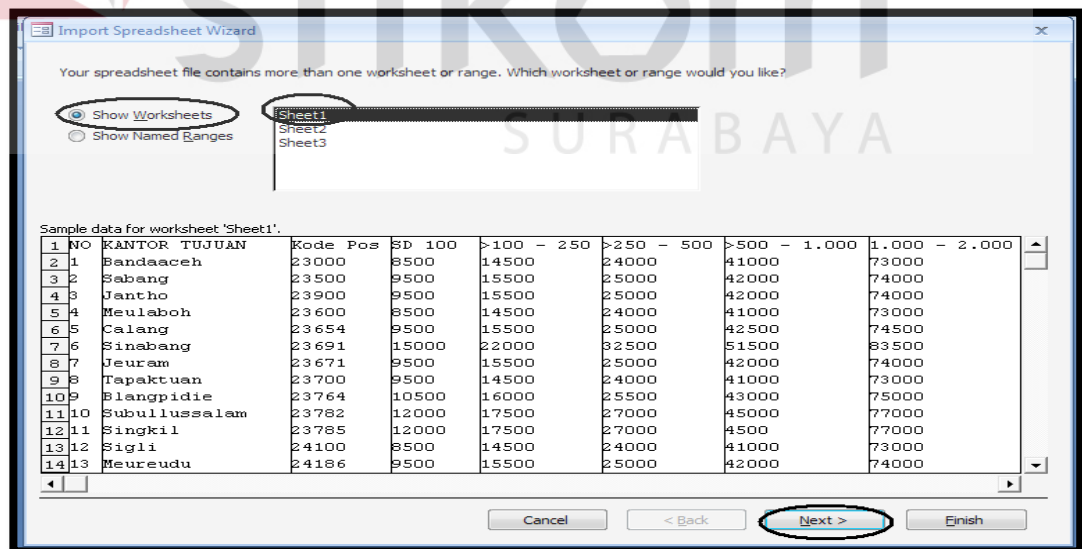 STIKOM
SURABAYA
Import Spreadsheet Wizard
Your spreadsheet file contains more than one worksheet or range. Which worksheet or range would you like?
Show Worksheets
Show Named Ranges
Sheet1
Sheet2
Sheet3
Sample data for worksheet 'Sheet1'.
1 NO KANTOR TUJUAN Kode Pos SD 100 >100 - 250 >250 - 500 >500 - 1.000 1.000 - 2.000
2 1 Bandaaceh 23000 8500 14500 24000 41000 73000
3 2 Sabang 23500 9500 15500 25000 42000 74000
4 3 Jantho 23900 9500 15500 25000 42000 74000
5 4 Meulaboh 23600 8500 14500 24000 41000 73000
6 5 Calang 23654 9500 15500 25000 42500 74500
7 6 Sinabang 23691 15000 22000 32500 51500 83500
8 7 Jeuram 23671 9500 15500 25000 42000 74000
9 8 Tapaktuan 23700 9500 14500 24000 41000 73000
10 9 Blangpidie 23764 10500 16000 25500 43000 75000
11 10 Subullussalam 23782 12000 17500 27000 45000 77000
12 11 Singkil 23785 12000 17500 27000 4500 77000
13 12 Sigli 24100 8500 14500 24000 41000 73000
14 13 Meureudu 24186 9500 15500 25000 42000 74000
Cancel < Back Next > Finish